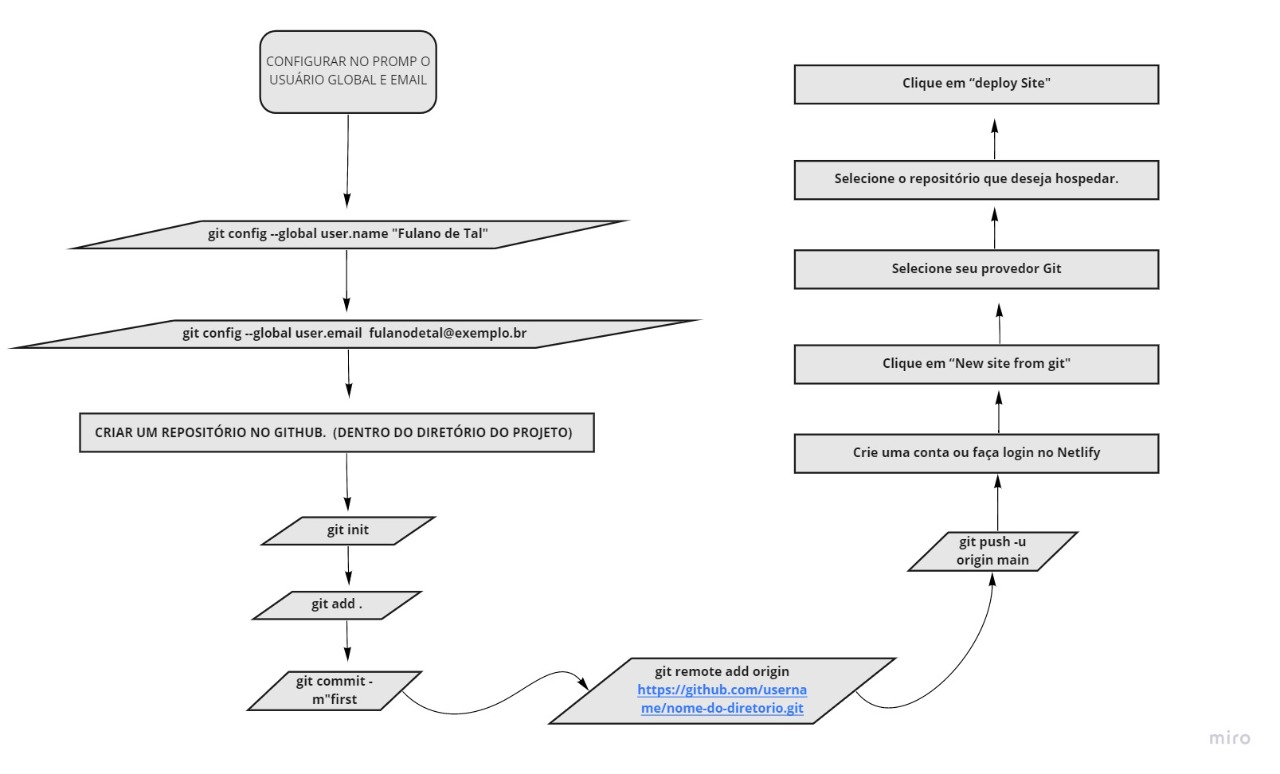 CONFIGURAR NO PROMP O
USUÁRIO GLOBAL E EMAIL
git config --global user.name "Fulano de Tal"
git config --global user.email  fulanodetal@exemplo.br
CRIAR UM REPOSITÓRIO NO GITHUB.  (DENTRO DO DIRETÓRIO DO PROJETO)
git init
git add .
git commit -
m"first
git remote add origin
https://github.com/userna
me/nome-do-diretorio.git
git push -u
origin main
Crie uma conta ou faça login no Netlify
Clique em “New site from git"
Selecione seu provedor Git
Selecione o repositório que deseja hospedar.
Clique em “deploy Site"
miro